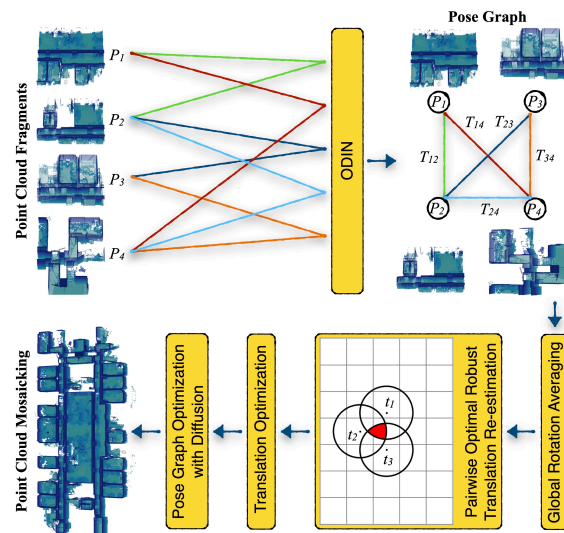 Pose Graph
Point Cloud Fragments
P1
P2
P3
P4
ODIN
P1
P3
T14
T23
T12
T34
P2
T24
P4
Point Cloud Mosaicking
Pose Graph Optimization
with Diffusion
Translation Optimization
t1
t2
t3
Pairwise Optimal Robust
Translation Re-estimation
Global Rotation Averaging